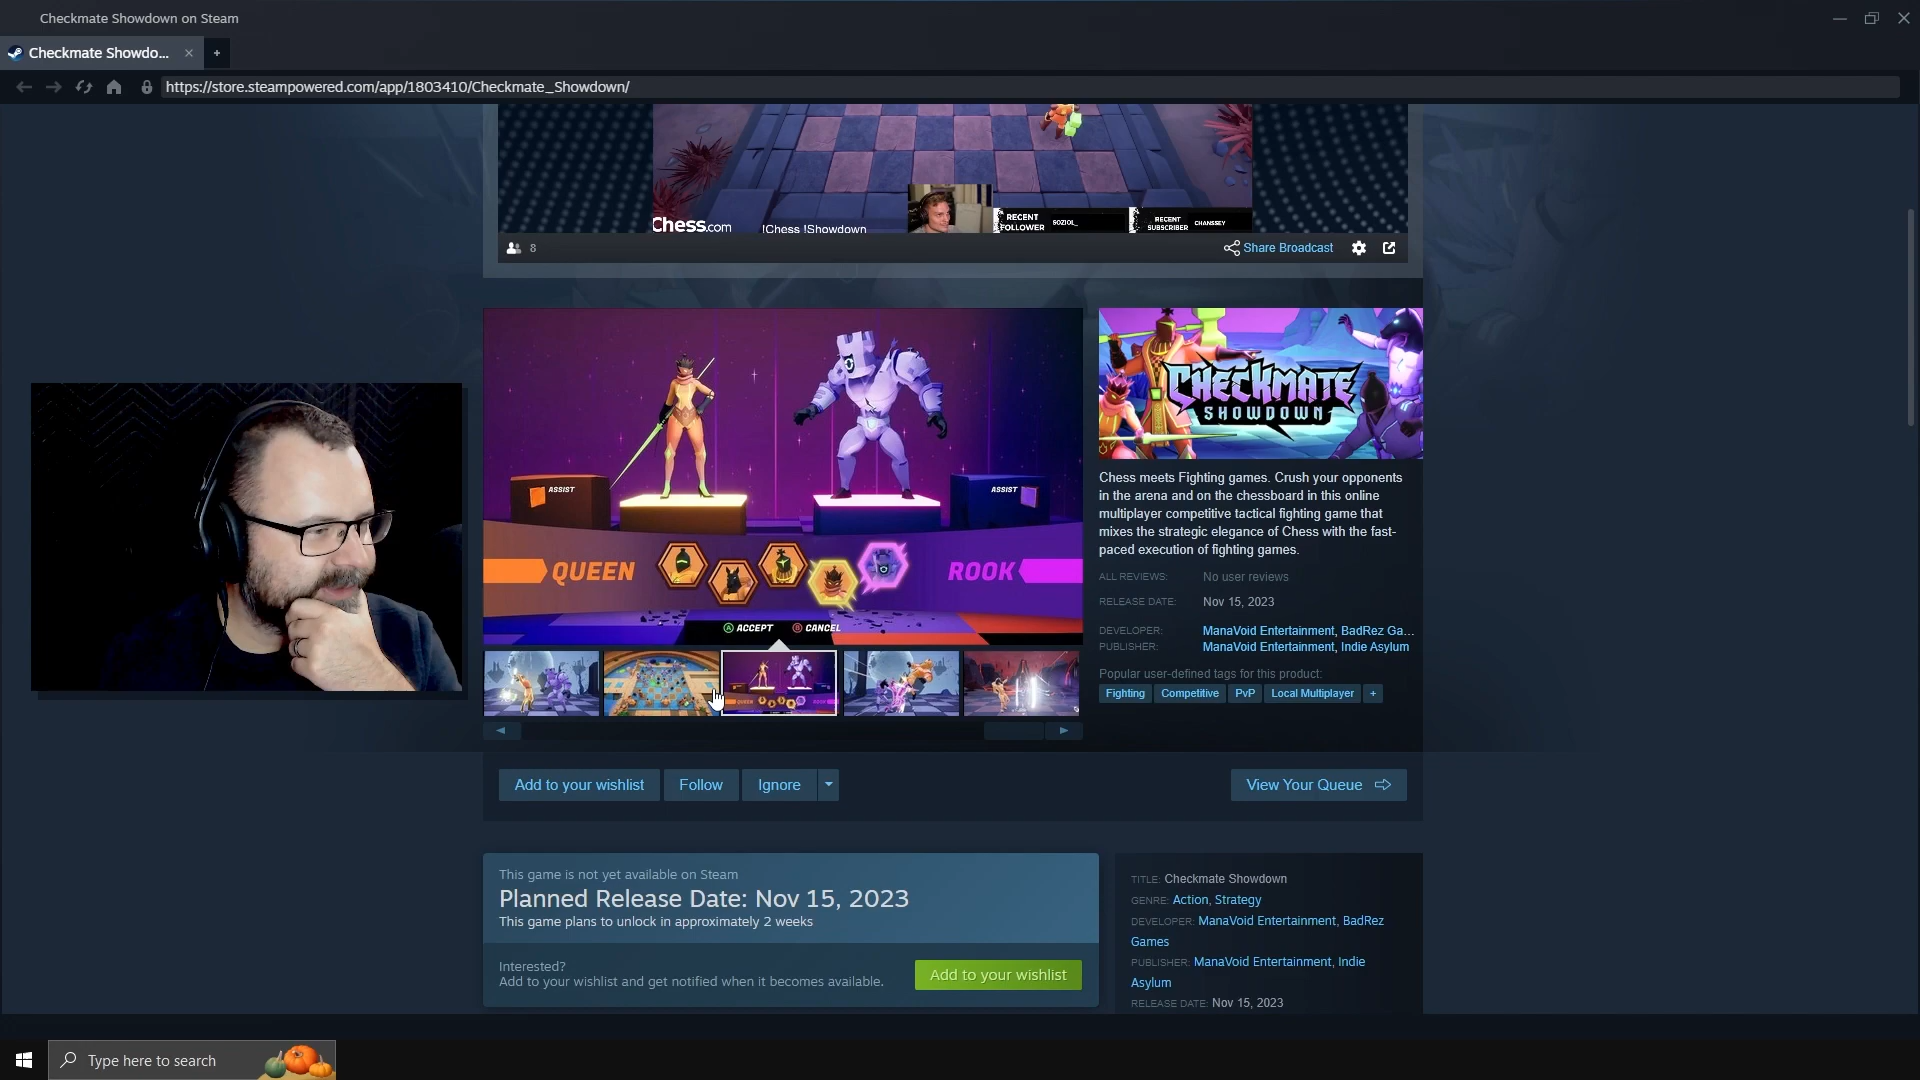 Checkmate Showdown on Steam
Checkmate Showdo...
https://store.steampowered.com/app/1803410/Checkmate_Showdown/
Chess.com
!Chess !Showdown
RECENT FOLLOWER
SOZIOL_
RECENT SUBSCRIBER
CHANSSEY
8
Share Broadcast
ASSIST
ASSIST
QUEEN
ROOK
A ACCEPT
B CANCEL
CHECKMATE
SHOWDOWN
Chess meets Fighting games. Crush your opponents
in the arena and on the chessboard in this online
multiplayer competitive tactical fighting game that
mixes the strategic elegance of Chess with the fast-
paced execution of fighting games.
ALL REVIEWS: No user reviews
RELEASE DATE: Nov 15, 2023
DEVELOPER: ManaVoid Entertainment, BadRez Ga...
PUBLISHER: ManaVoid Entertainment, Indie Asylum
Popular user-defined tags for this product:
Fighting Competitive PvP Local Multiplayer +
Add to your wishlist
Follow
Ignore
View Your Queue
This game is not yet available on Steam
Planned Release Date: Nov 15, 2023
This game plans to unlock in approximately 2 weeks
Interested?
Add to your wishlist and get notified when it becomes available.
Add to your wishlist
TITLE: Checkmate Showdown
GENRE: Action, Strategy
DEVELOPER: ManaVoid Entertainment, BadRez
Games
PUBLISHER: ManaVoid Entertainment, Indie
Asylum
RELEASE DATE: Nov 15, 2023
Type here to search